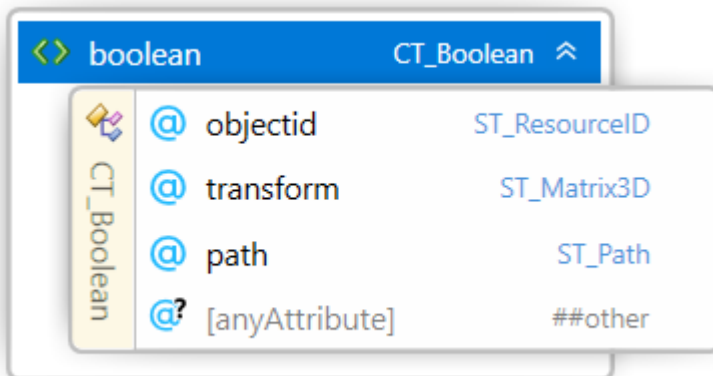 boolean CT_Boolean
CT_Boolean
@ objectid ST_ResourceID
@ transform ST_Matrix3D
@ path ST_Path
@? [anyAttribute] ##other